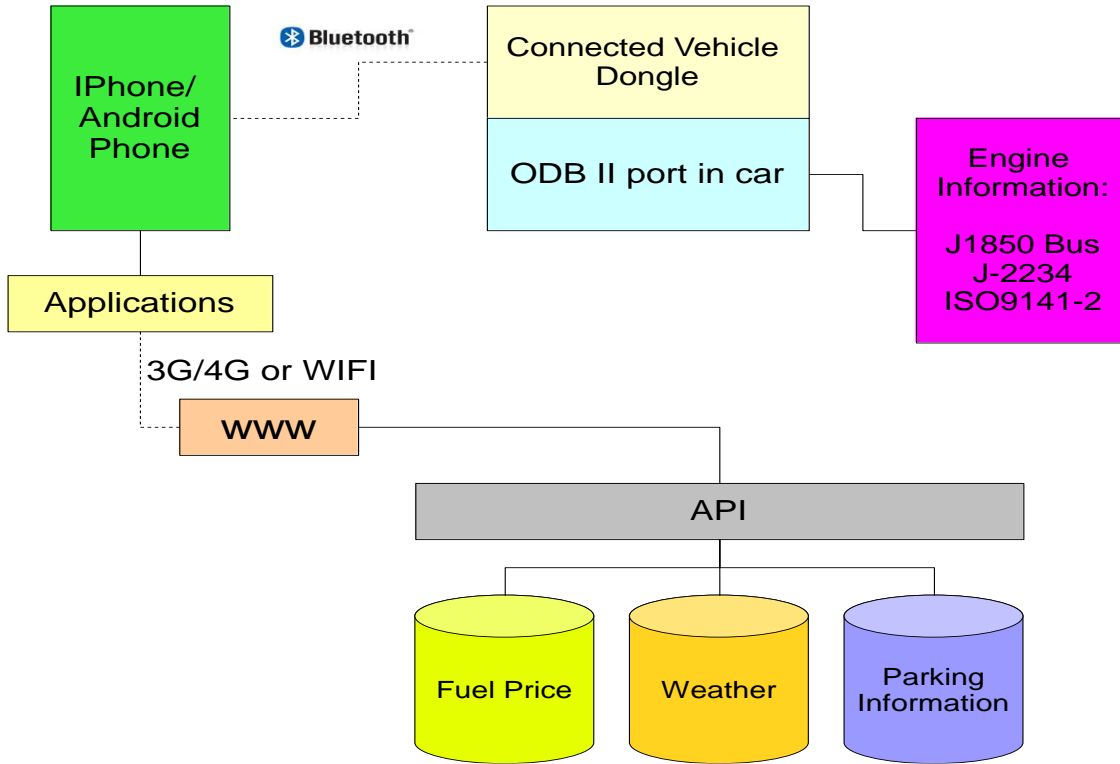 Bluetooth®
IPhone/
Android
Phone
Connected Vehicle
Dongle
ODB II port in car
Engine
Information:
J1850 Bus
J-2234
ISO9141-2
Applications
3G/4G or WIFI
www
API
Fuel Price
Weather
Parking
Information